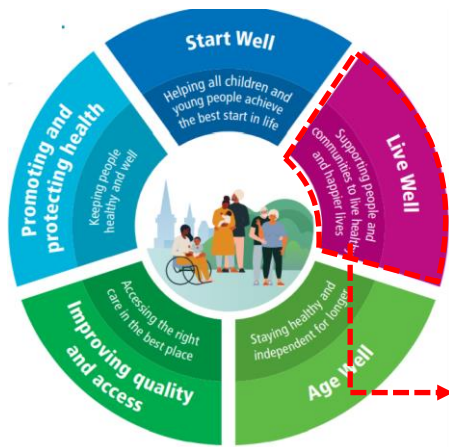 Start Well
Helping all children and
young people achieve
the best start in life
Live Well
Supporting people and
communities to live
and happier lives
Age Well
Staying healthy and
independent for longer
Improving quality
and access
Accessing the right
care in the best place
Promoting and
protecting health
Keeping people
healthy and well